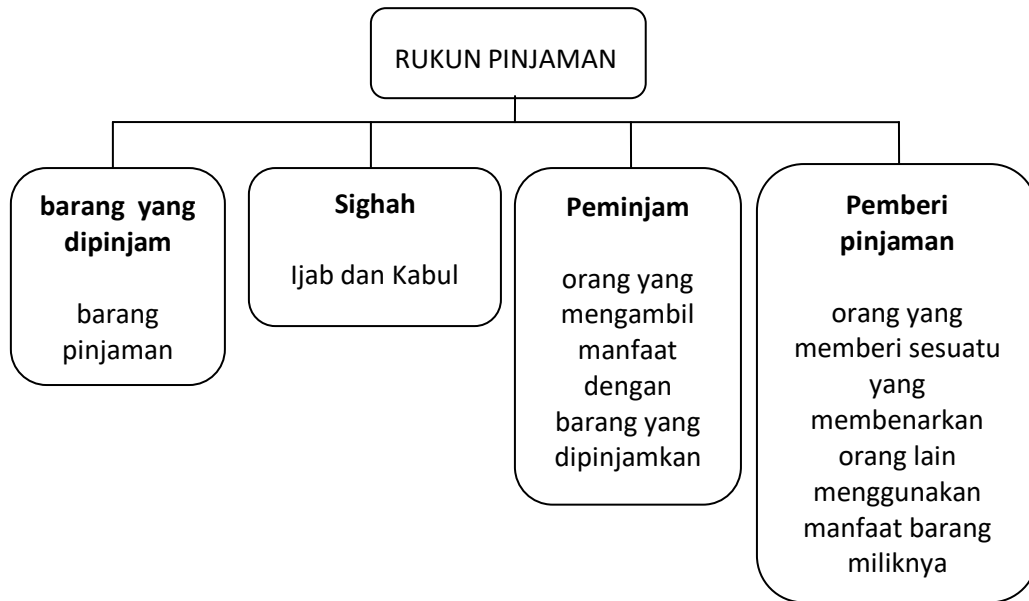 RUKUN PINJAMAN
barang yang
dipinjam
barang
pinjaman
Sighah
Ijab dan Kabul
Peminjam
orang yang
mengambil
manfaat
dengan
barang yang
dipinjamkan
Pemberi
pinjaman
orang yang
memberi sesuatu
yang
membenarkan
orang lain
menggunakan
manfaat barang
miliknya